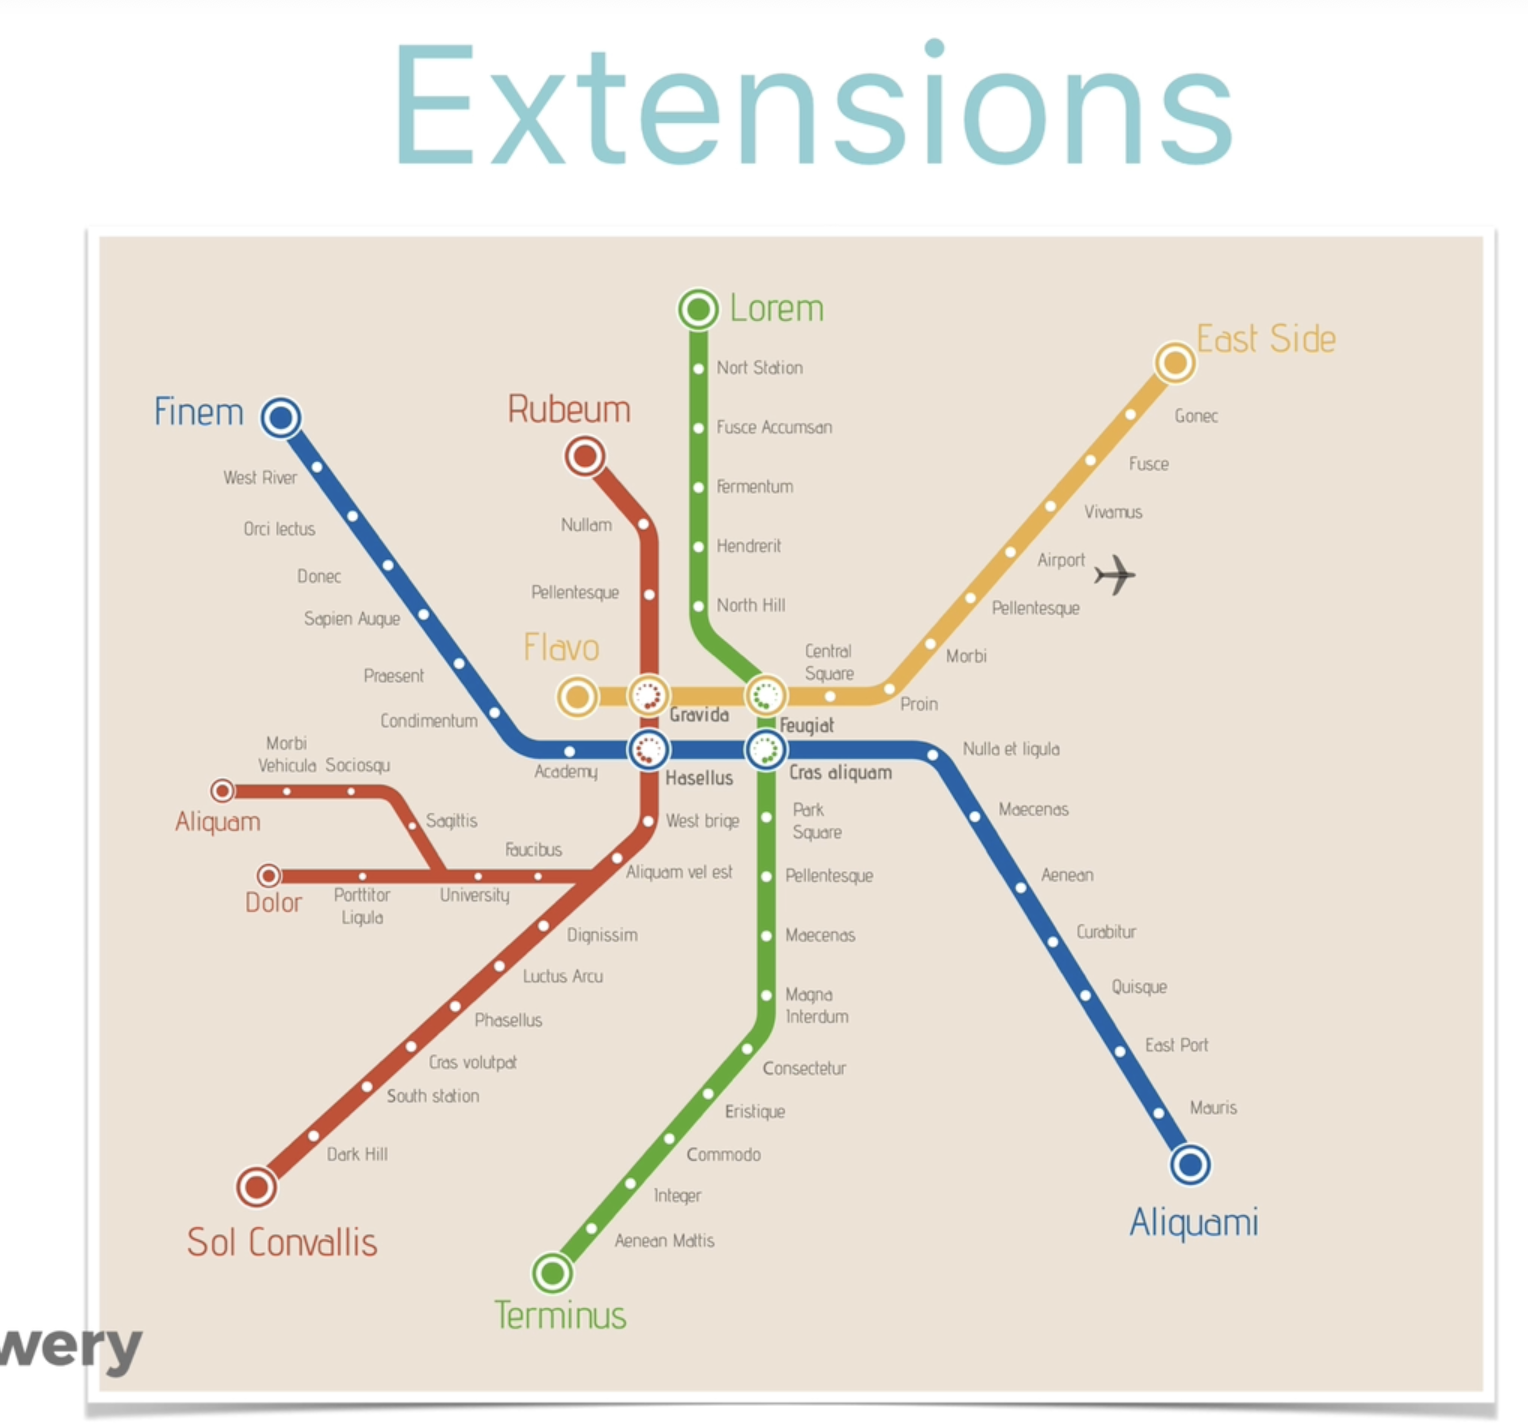 Extensions
Lorem
East Side
Nort Station
Finem
Rubeum
Gonec
Fusce Accumsan
Fusce
West River
Fermentum
Vivamus
Orci lectus
Nullam
Hendrerit
Airport
Donec
Pellentesque
North Hill
Pellentesque
Sapien Auque
Flavo
Central
Square
Morbi
Praesent
Proin
Condimentum
Gravida
Feugiat
Morbi
Vehicula
Sociosqu
Academy
Hasellus
Cras aliquam
Nulla et ligula
Aliquam
Sagittis
West brige
Park
Square
Maecenas
Faucibus
Aliquam vel est
Pellentesque
Aenean
Dolor
Porttitor
Ligula
University
Dignissim
Maecenas
Curabitur
Luctus Arcu
Magna
Interdum
Quisque
Phasellus
Cras volutpat
Consectetur
East Port
South station
Eristique
Mauris
Dark Hill
Commodo
Integer
Sol Convallis
Aenean Mattis
Aliquami
Terminus
wery